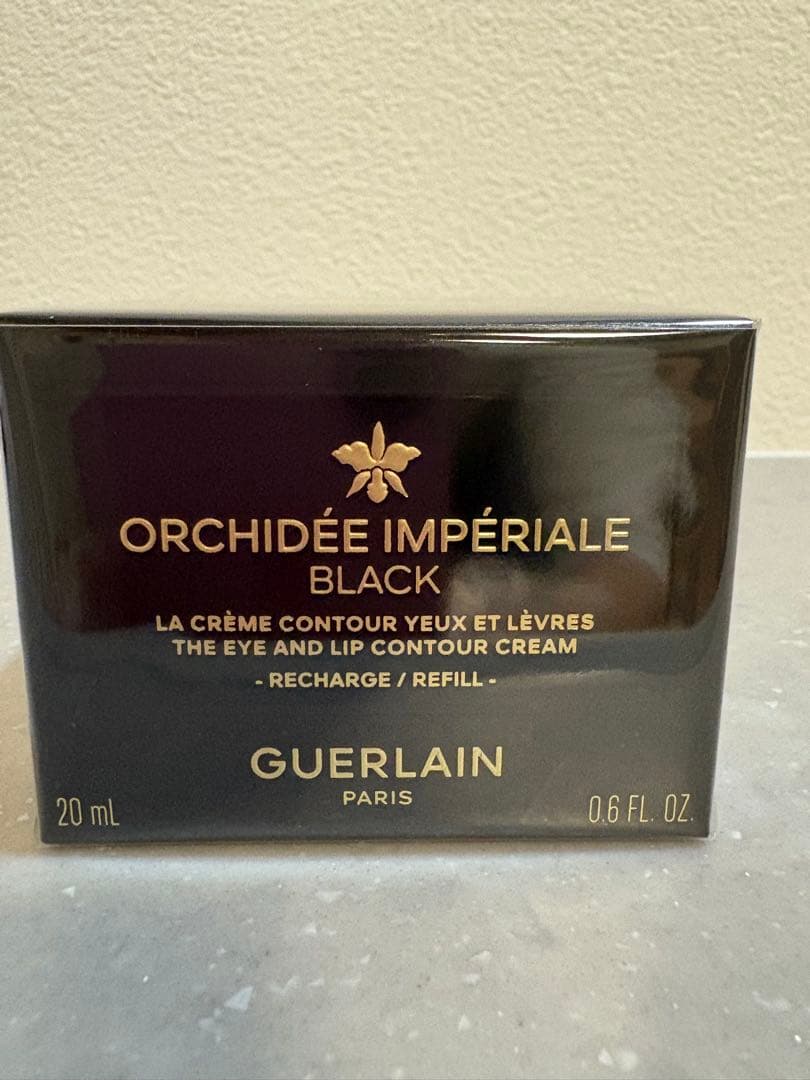 ORCHIDÉE IMPÉRIALE
BLACK
LA CRÈME CONTOUR YEUX ET LÈVRES
THE EYE AND LIP CONTOUR CREAM
- RECHARGE / REFILL -
GUERLAIN
PARIS
20 mL
0.6 FL. OZ.